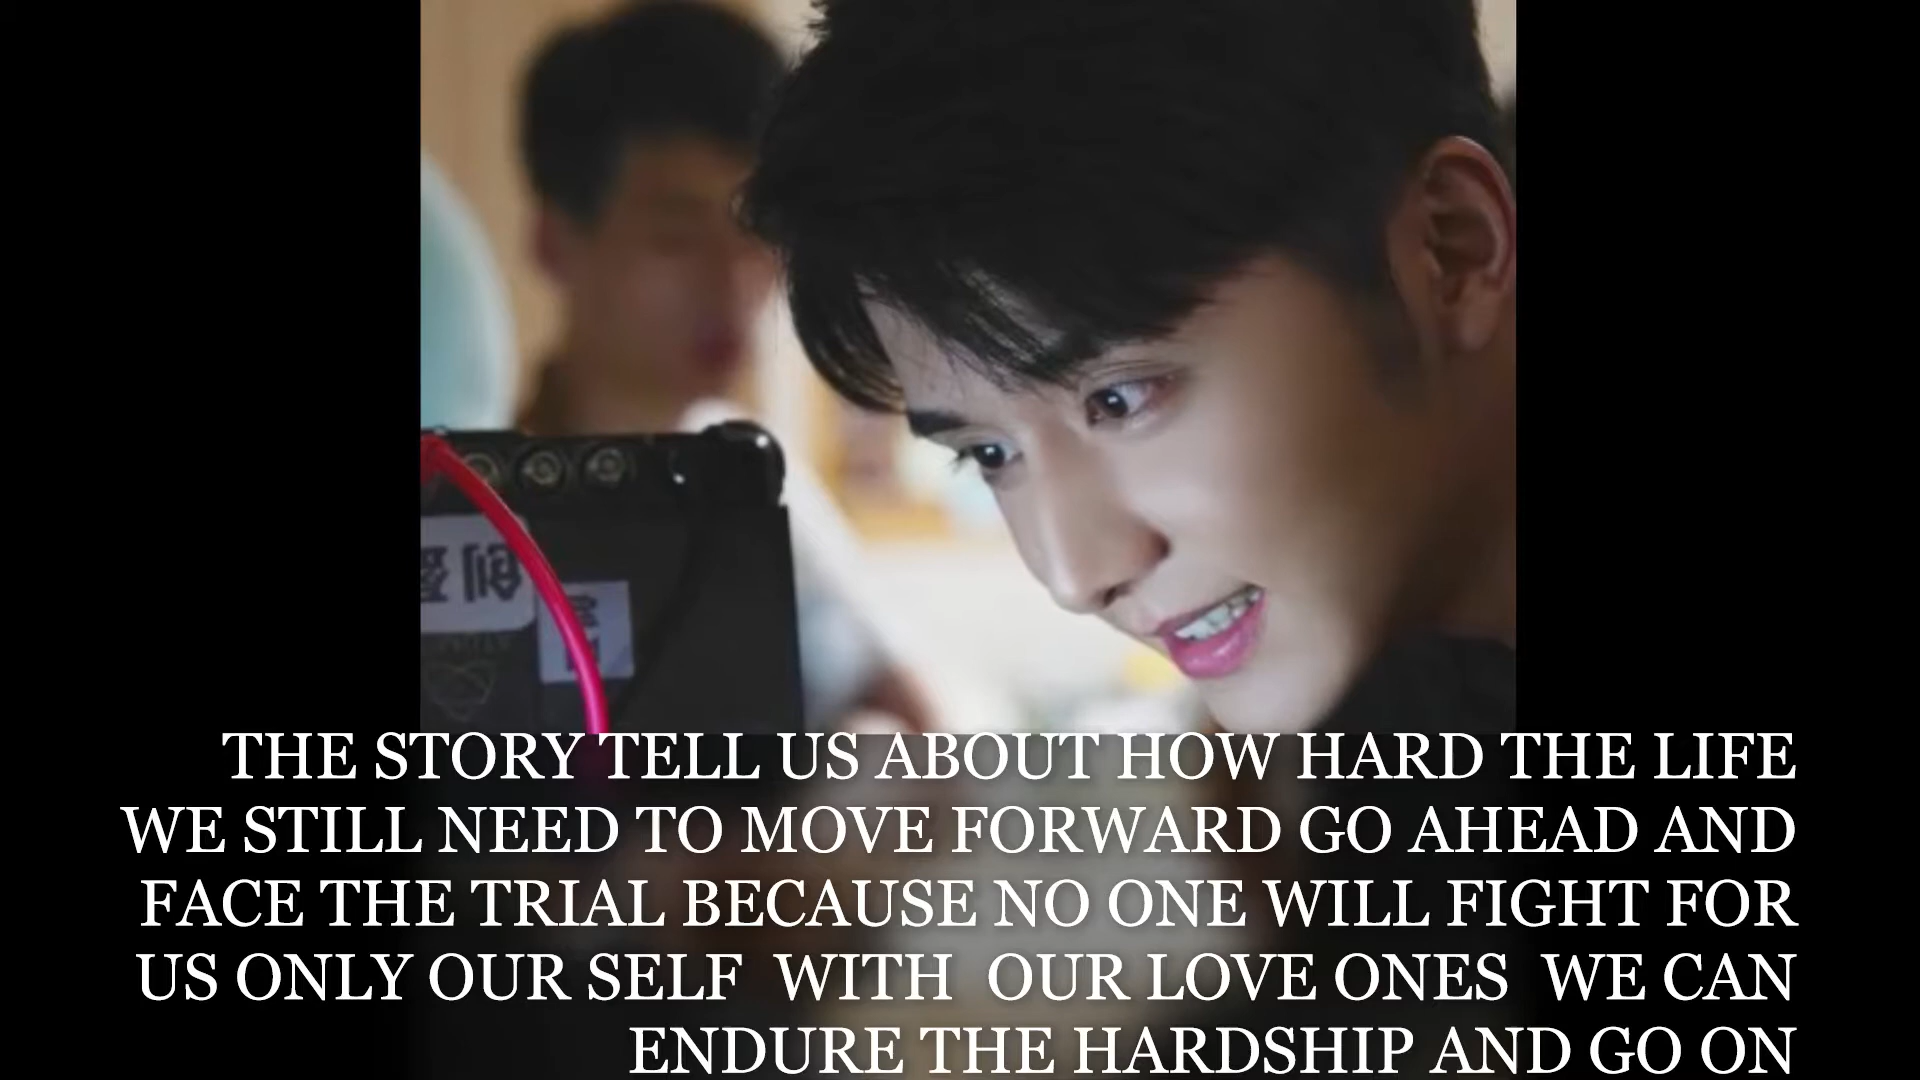 THE STORY TELL US ABOUT HOW HARD THE LIFE
WE STILL NEED TO MOVE FORWARD GO AHEAD AND
FACE THE TRIAL BECAUSE NO ONE WILL FIGHT FOR
US ONLY OUR SELF  WITH  OUR LOVE ONES  WE CAN
ENDURE THE HARDSHIP AND GO ON